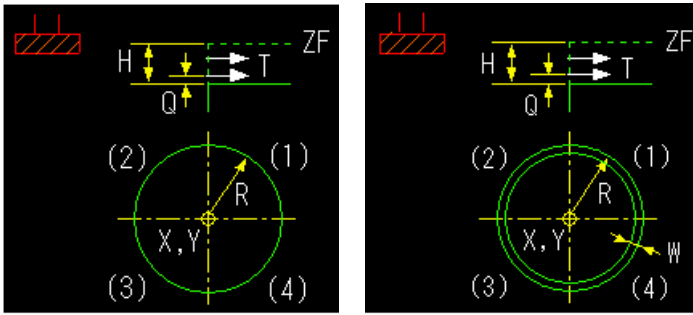 ZF
H
T
Q
(2)
(1)
R
X,Y
(3)
(4)
ZF
H
T
Q
(2)
(1)
R
X,Y
W
(3)
(4)